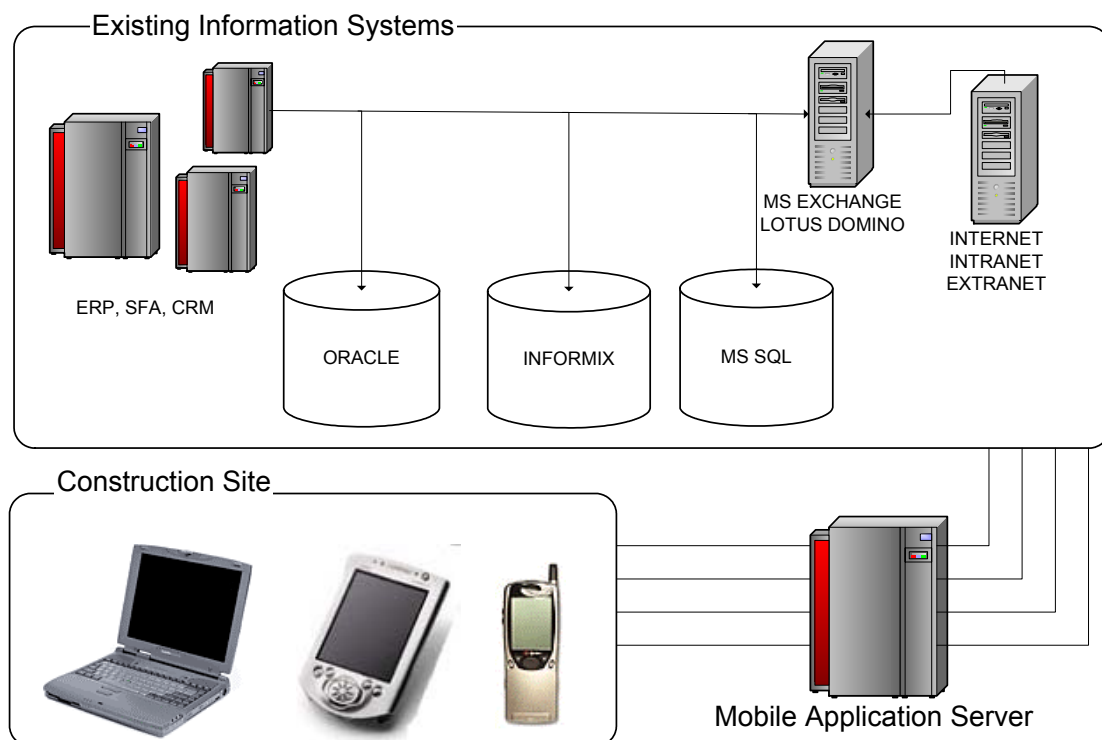 Existing Information Systems
MS EXCHANGE
LOTUS DOMINO
INTERNET
INTRANET
EXTRANET
ERP, SFA, CRM
ORACLE
INFORMIX
MS SQL
Construction Site
Mobile Application Server